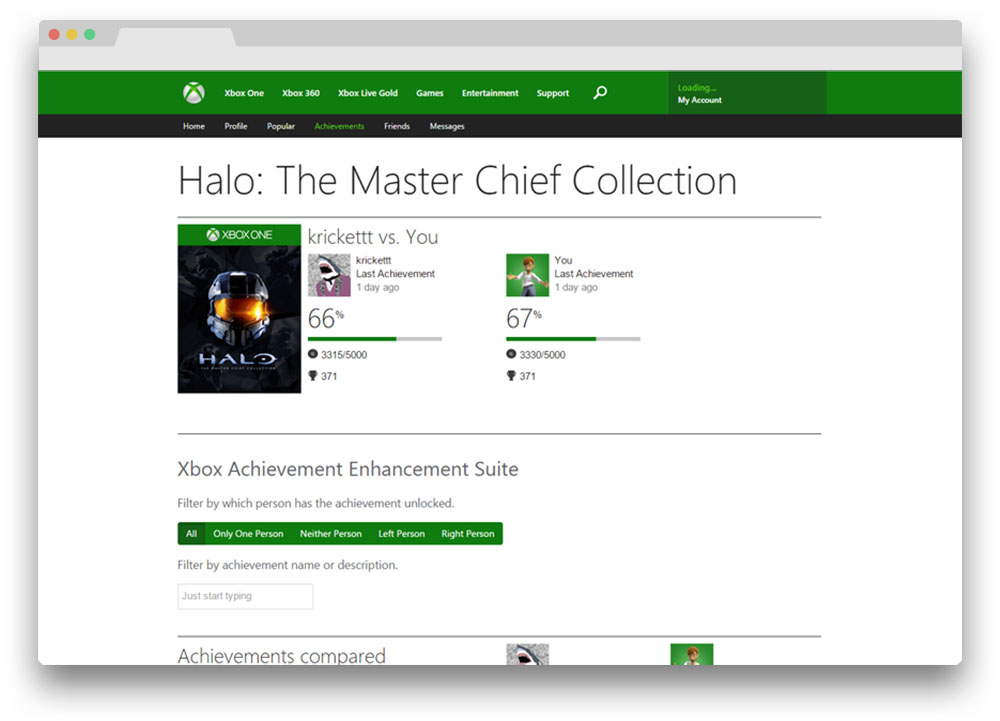 Loading...
Xbox One Xbox 360 Xbox Live Gold Games Entertainment Support
My Account
Home Profile Popular Achievements Friends Messages
Halo: The Master Chief Collection
XBOX ONE
HALO
THE MASTER CHIEF COLLECTION
krickettt vs. You
krickettt
Last Achievement
1 day ago
66%
3315/5000
371
You
Last Achievement
1 day ago
67%
3330/5000
371
Xbox Achievement Enhancement Suite
Filter by which person has the achievement unlocked.
All Only One Person Neither Person Left Person Right Person
Filter by achievement name or description.
Just start typing
Achievements compared